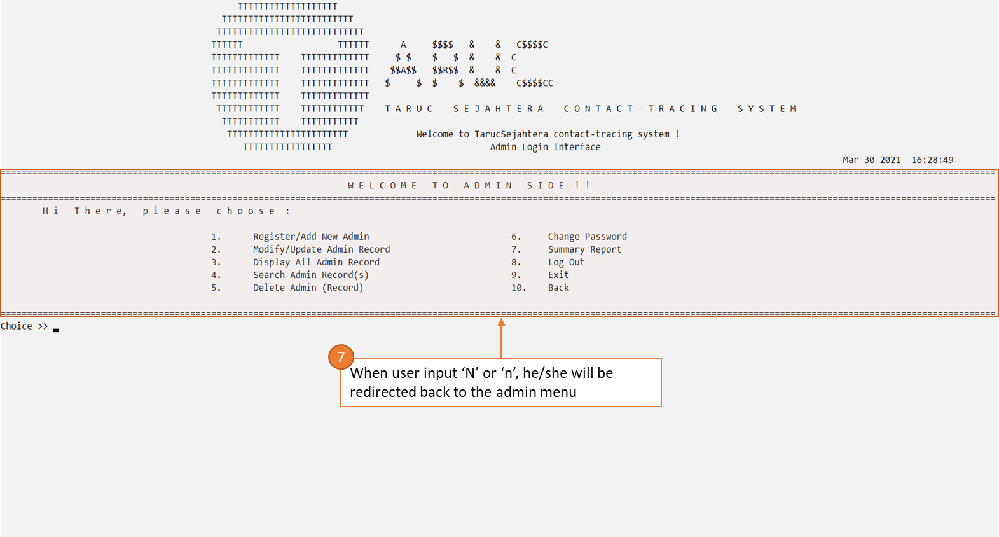 TTTTTTTTTTTTTTTTTTT
TTTTTTTTTTTTTTTTTTTTTTTTT
TTTTTTTTTTTTTTTTTTTTTTTTTTTT
TTTTTT                  TTTTTT      A     $$$$   &    &   C$$$$C
TTTTTTTTTTTTT    TTTTTTTTTTTTT     $ $    $   $  &    &  C
TTTTTTTTTTTTT    TTTTTTTTTTTTT    $$A$$   $$R$$  &    &  C
TTTTTTTTTTTTT    TTTTTTTTTTTTT   $     $  $    $  &&&&    C$$$$CC
TTTTTTTTTTTTT    TTTTTTTTTTTTT
TTTTTTTTTTTT    TTTTTTTTTTTT    T A R U C    S E J A H T E R A    C O N T A C T - T R A C I N G    S Y S T E M
TTTTTTTTTTT    TTTTTTTTTTT
TTTTTTTTTTTTTTTTTTTTTTT             Welcome to TarucSejahtera contact-tracing system !
TTTTTTTTTTTTTTTTT                              Admin Login Interface
Mar 30 2021  16:28:49
W E L C O M E   T O   A D M I N   S I D E ! !
H i   T h e r e,   p l e a s e   c h o o s e :
1.      Register/Add New Admin                           6.     Change Password
2.      Modify/Update Admin Record                       7.     Summary Report
3.      Display All Admin Record                         8.     Log Out
4.      Search Admin Record(s)                           9.     Exit
5.      Delete Admin (Record)                            10.    Back
Choice >>
7
When user input ‘N’ or ‘n’, he/she will be
redirected back to the admin menu